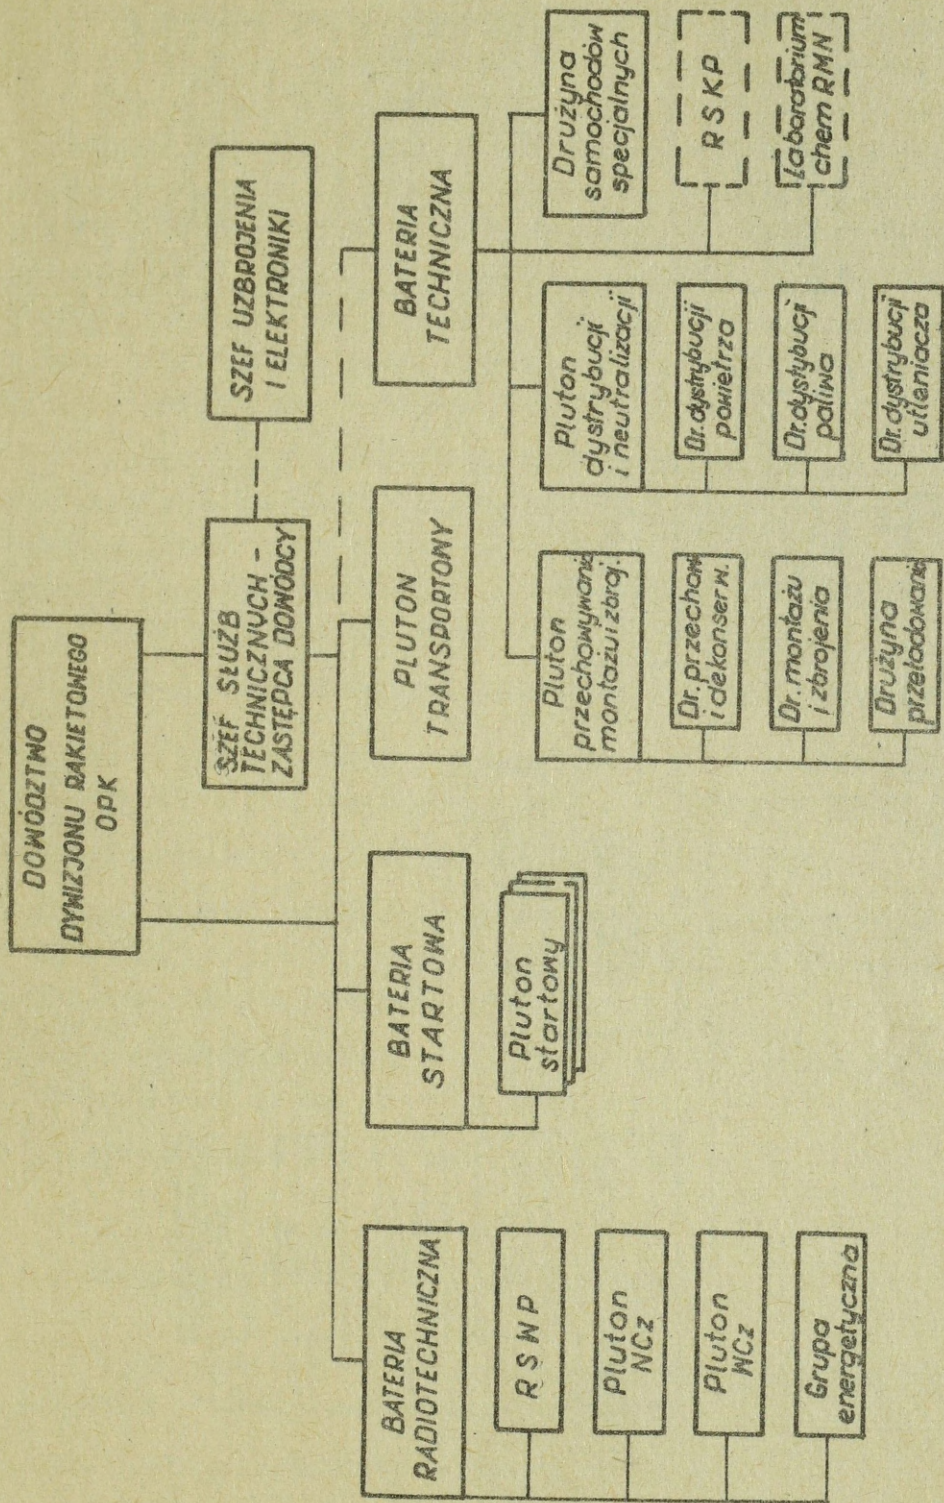 DOWÓDZTWO
DYWIZJONU RAKIETOWEGO
OPK
SZEF SŁUŻB
TECHNICZNYCH -
ZASTĘPCA DOWÓDCY
SZEF UZBROJENIA
I ELEKTRONIKI
BATERIA
RADIOTECHNICZNA
BATERIA
STARTOWA
PLUTON
TRANSPORTOWY
BATERIA
TECHNICZNA
RSWP
Pluton
NCz
Pluton
WCz
Grupa
energetyczna
Pluton
startowy
Pluton
przechowywania
montażu i zbroj.
Dr. przechow
i dekonserw.
Dr. montażu
i zbrojenia
Drużyna
przeładowania
Pluton
dystrybucji
i neutralizacji
Dr. dystrybucji
powietrza
Dr. dystybucji
paliwa
Dr. dystrybucji
utleniacza
Drużyna
samochodów
specjalnych
RSKP
Laboratorium
chem RMN